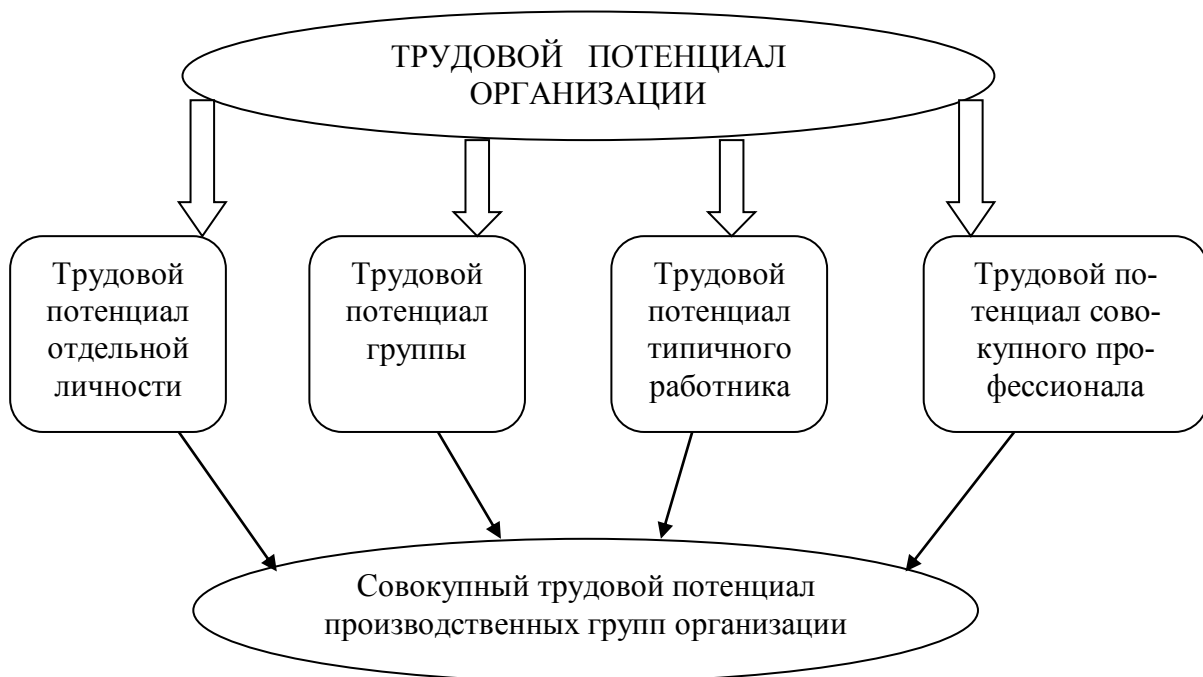 ТРУДОВОЙ ПОТЕНЦИАЛ
ОРГАНИЗАЦИИ
Трудовой
потенциал
отдельной
личности
Трудовой
потенциал
группы
Трудовой
потенциал
типичного
работника
Трудовой по-
тенциал сово-
купного про-
фессионала
Совокупный трудовой потенциал
производственных групп организации